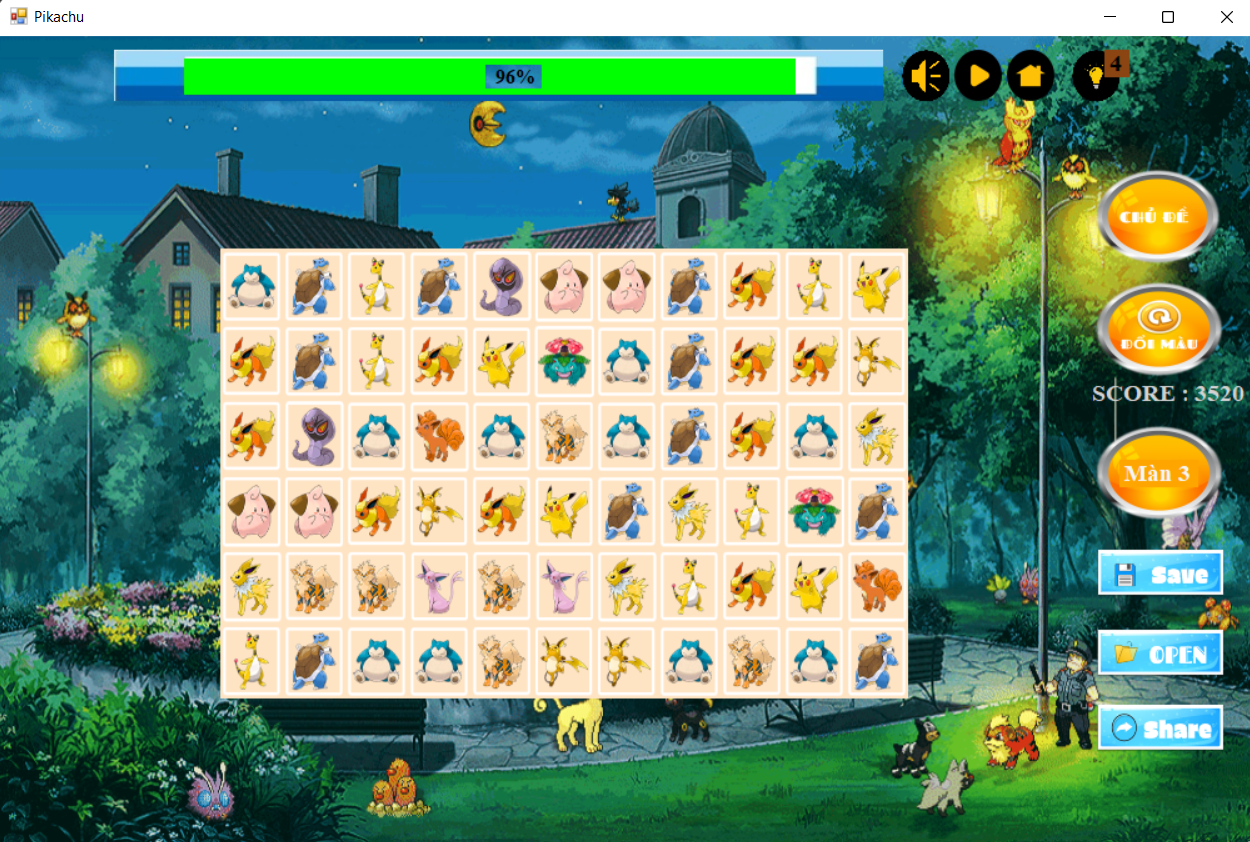 Pikachu
96%
4
CHỦ ĐỀ
ĐỔI MÀU
SCORE : 3520
Màn 3
Save
OPEN
Share